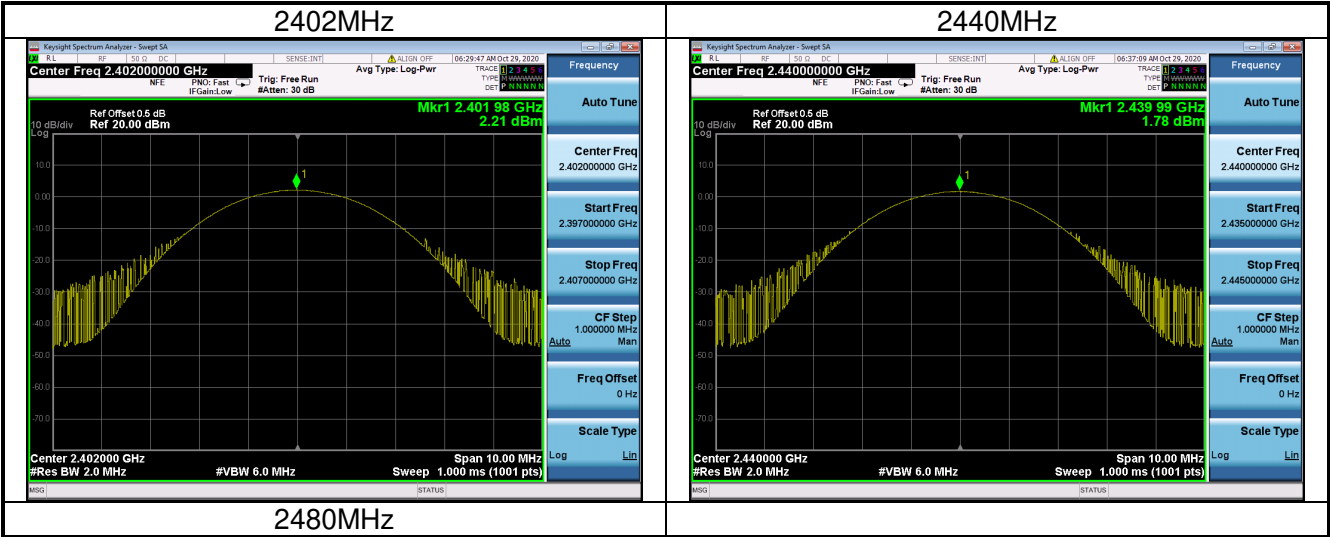 2402MHz
2440MHz
Keysight Spectrum Analyzer - Swept SA
RL RF 50 Ω DC SENSE:INT ALIGN OFF 06:29:47 AM Oct 29, 2020
Center Freq 2.402000000 GHz
NFE PNO: Fast Trig: Free Run
IFGain:Low #Atten: 30 dB
Avg Type: Log-Pwr
TRACE 1 2 3 4 5 6
TYPE M W W W W W
DET P N N N N N
Frequency
Auto Tune
Ref Offset 0.5 dB
10 dB/div Ref 20.00 dBm
Log
Mkr1 2.401 98 GHz
2.21 dBm
1
10.0
0.00
-10.0
-20.0
-30.0
-40.0
-50.0
-60.0
-70.0
Center Freq
2.402000000 GHz
Start Freq
2.397000000 GHz
Stop Freq
2.407000000 GHz
CF Step
1.000000 MHz
Auto Man
Freq Offset
0 Hz
Scale Type
Log Lin
Center 2.402000 GHz Span 10.00 MHz
#Res BW 2.0 MHz #VBW 6.0 MHz Sweep 1.000 ms (1001 pts)
MSG STATUS
Keysight Spectrum Analyzer - Swept SA
RL RF 50 Ω DC SENSE:INT ALIGN OFF 06:37:09 AM Oct 29, 2020
Center Freq 2.440000000 GHz
NFE PNO: Fast Trig: Free Run
IFGain:Low #Atten: 30 dB
Avg Type: Log-Pwr
TRACE 1 2 3 4 5 6
TYPE M W W W W W
DET P N N N N N
Frequency
Auto Tune
Ref Offset 0.5 dB
10 dB/div Ref 20.00 dBm
Log
Mkr1 2.439 99 GHz
1.78 dBm
1
10.0
0.00
-10.0
-20.0
-30.0
-40.0
-50.0
-60.0
-70.0
Center Freq
2.440000000 GHz
Start Freq
2.435000000 GHz
Stop Freq
2.445000000 GHz
CF Step
1.000000 MHz
Auto Man
Freq Offset
0 Hz
Scale Type
Log Lin
Center 2.440000 GHz Span 10.00 MHz
#Res BW 2.0 MHz #VBW 6.0 MHz Sweep 1.000 ms (1001 pts)
MSG STATUS
2480MHz